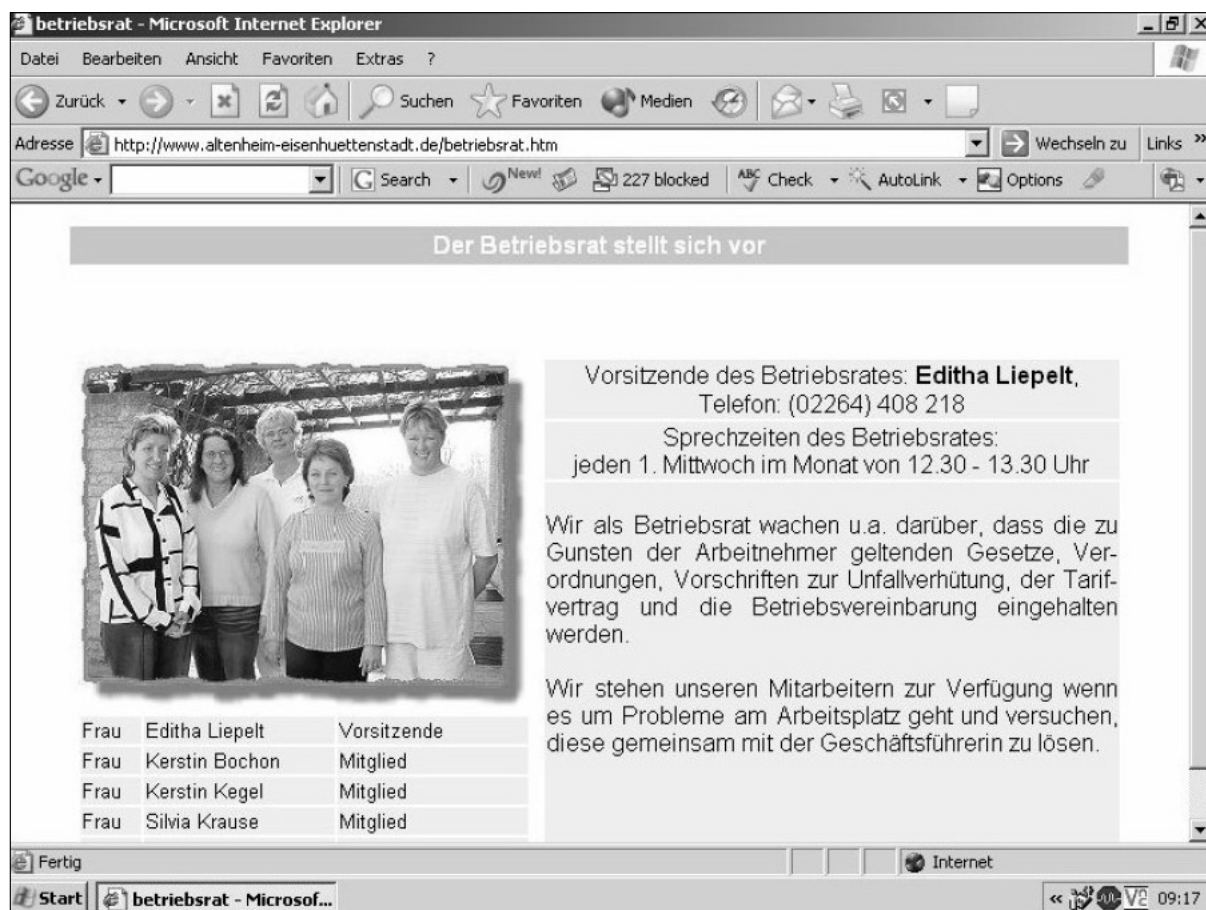 betriebsrat - Microsoft Internet Explorer
Datei Bearbeiten Ansicht Favoriten Extras ?
Zurück Suchen Favoriten Medien
Adresse http://www.altenheim-eisenhuettenstadt.de/betriebsrat.htm Wechseln zu Links »
Google G Search New! 227 blocked ABC Check AutoLink Options
Der Betriebsrat stellt sich vor
Vorsitzende des Betriebsrates: Editha Liepelt,
Telefon: (02264) 408 218
Sprechzeiten des Betriebsrates:
jeden 1. Mittwoch im Monat von 12.30 - 13.30 Uhr
Wir als Betriebsrat wachen u.a. darüber, dass die zu
Gunsten der Arbeitnehmer geltenden Gesetze, Ver-
ordnungen, Vorschriften zur Unfallverhütung, der Tarif-
vertrag und die Betriebsvereinbarung eingehalten
werden.
Wir stehen unseren Mitarbeitern zur Verfügung wenn
es um Probleme am Arbeitsplatz geht und versuchen,
diese gemeinsam mit der Geschäftsführerin zu lösen.
Frau Editha Liepelt Vorsitzende
Frau Kerstin Bochon Mitglied
Frau Kerstin Kegel Mitglied
Frau Silvia Krause Mitglied
Fertig Internet
Start betriebsrat - Microsof... « 09:17